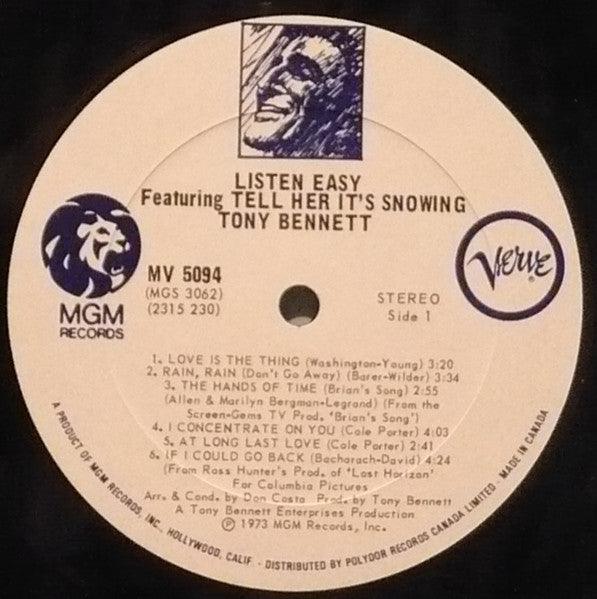 LISTEN EASY
Featuring TELL HER IT'S SNOWING
TONY BENNETT
MGM
RECORDS
MV 5094
(MGS 3062)
(2315 230)
STEREO
Side 1
Verve
®
1. LOVE IS THE THING (Washington-Young) 3:20
2. RAIN, RAIN (Don't Go Away) (Barer-Wilder) 3:34
3. THE HANDS OF TIME (Brian's Song) 2:55
(Allen & Marilyn Bergman-Legrand) (From the
Screen-Gems TV Prod. 'Brian's Song')
4. I CONCENTRATE ON YOU (Cole Porter) 4:03
5. AT LONG LAST LOVE (Cole Porter) 2:41
6. IF I COULD GO BACK (Bacharach-David) 4:24
(From Ross Hunter's Prod. of 'Lost Horizon'
For Columbia Pictures
Arr. & Cond. by Don Costa Prod. by Tony Bennett
A Tony Bennett Enterprises Production
℗ 1973 MGM Records, Inc.
A PRODUCT OF MGM RECORDS, INC., HOLLYWOOD, CALIF. - DISTRIBUTED BY POLYDOR RECORDS CANADA LIMITED - MADE IN CANADA